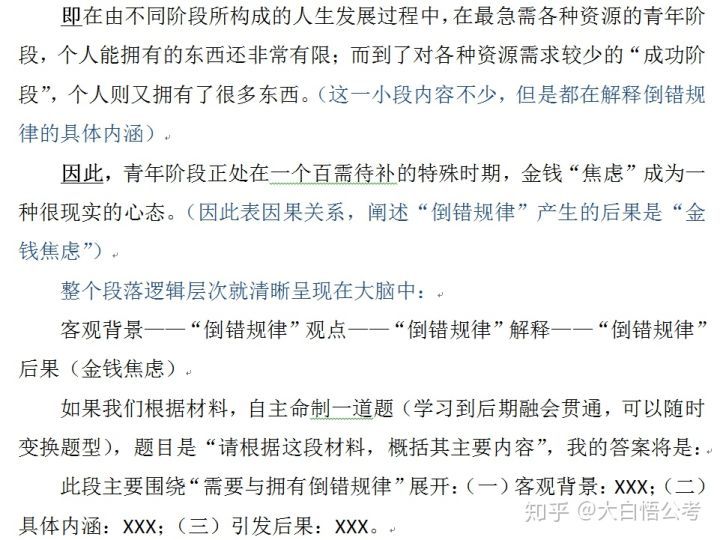 即在由不同阶段所构成的人生发展过程中，在最急需各种资源的青年阶
段，个人能拥有的东西还非常有限；而到了对各种资源需求较少的“成功阶
段”，个人则又拥有了很多东西。（这一小段内容不少，但是都在解释倒错规
律的具体内涵）
因此，青年阶段正处在一个百需待补的特殊时期，金钱“焦虑”成为一
种很现实的心态。（因此表因果关系，阐述“倒错规律”产生的后果是“金
钱焦虑”）
整个段落逻辑层次就清晰呈现在大脑中：
客观背景——“倒错规律”观点——“倒错规律”解释——“倒错规律”
后果（金钱焦虑）
如果我们根据材料，自主命制一道题（学习到后期融会贯通，可以随时
变换题型），题目是“请根据这段材料，概括其主要内容”，我的答案将是：
此段主要围绕“需要与拥有倒错规律”展开：（一）客观背景：XXX；（二）
具体内涵：XXX；（三）引发后果：XXX。
知乎 @大白悟公考